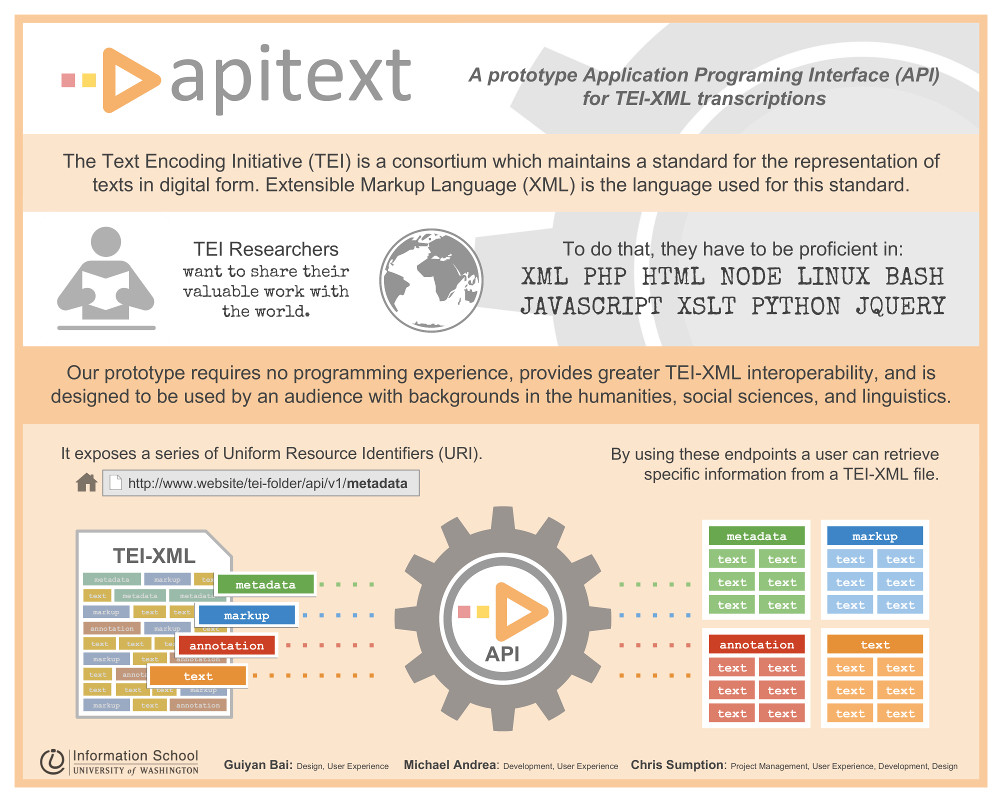 apitext
A prototype Application Programing Interface (API)
for TEI-XML transcriptions
The Text Encoding Initiative (TEI) is a consortium which maintains a standard for the representation of
texts in digital form. Extensible Markup Language (XML) is the language used for this standard.
TEI Researchers
want to share their
valuable work with
the world.
To do that, they have to be proficient in:
XML PHP HTML NODE LINUX BASH
JAVASCRIPT XSLT PYTHON JQUERY
Our prototype requires no programming experience, provides greater TEI-XML interoperability, and is
designed to be used by an audience with backgrounds in the humanities, social sciences, and linguistics.
It exposes a series of Uniform Resource Identifiers (URI).
http://www.website/tei-folder/api/v1/metadata
By using these endpoints a user can retrieve
specific information from a TEI-XML file.
TEI-XML
metadata markup
text metadata
metadata
markup text text
markup
annotation markup
annotation
text text
markup text annotation
text
text
text text text markup
markup text annotation
API
metadata
text text
text text
text text
markup
text text
text text
text text
annotation
text text
text text
text text
text
text text
text text
text text
Information School
UNIVERSITY of WASHINGTON
Guiyan Bai: Design, User Experience Michael Andrea: Development, User Experience Chris Sumption: Project Management, User Experience, Development, Design